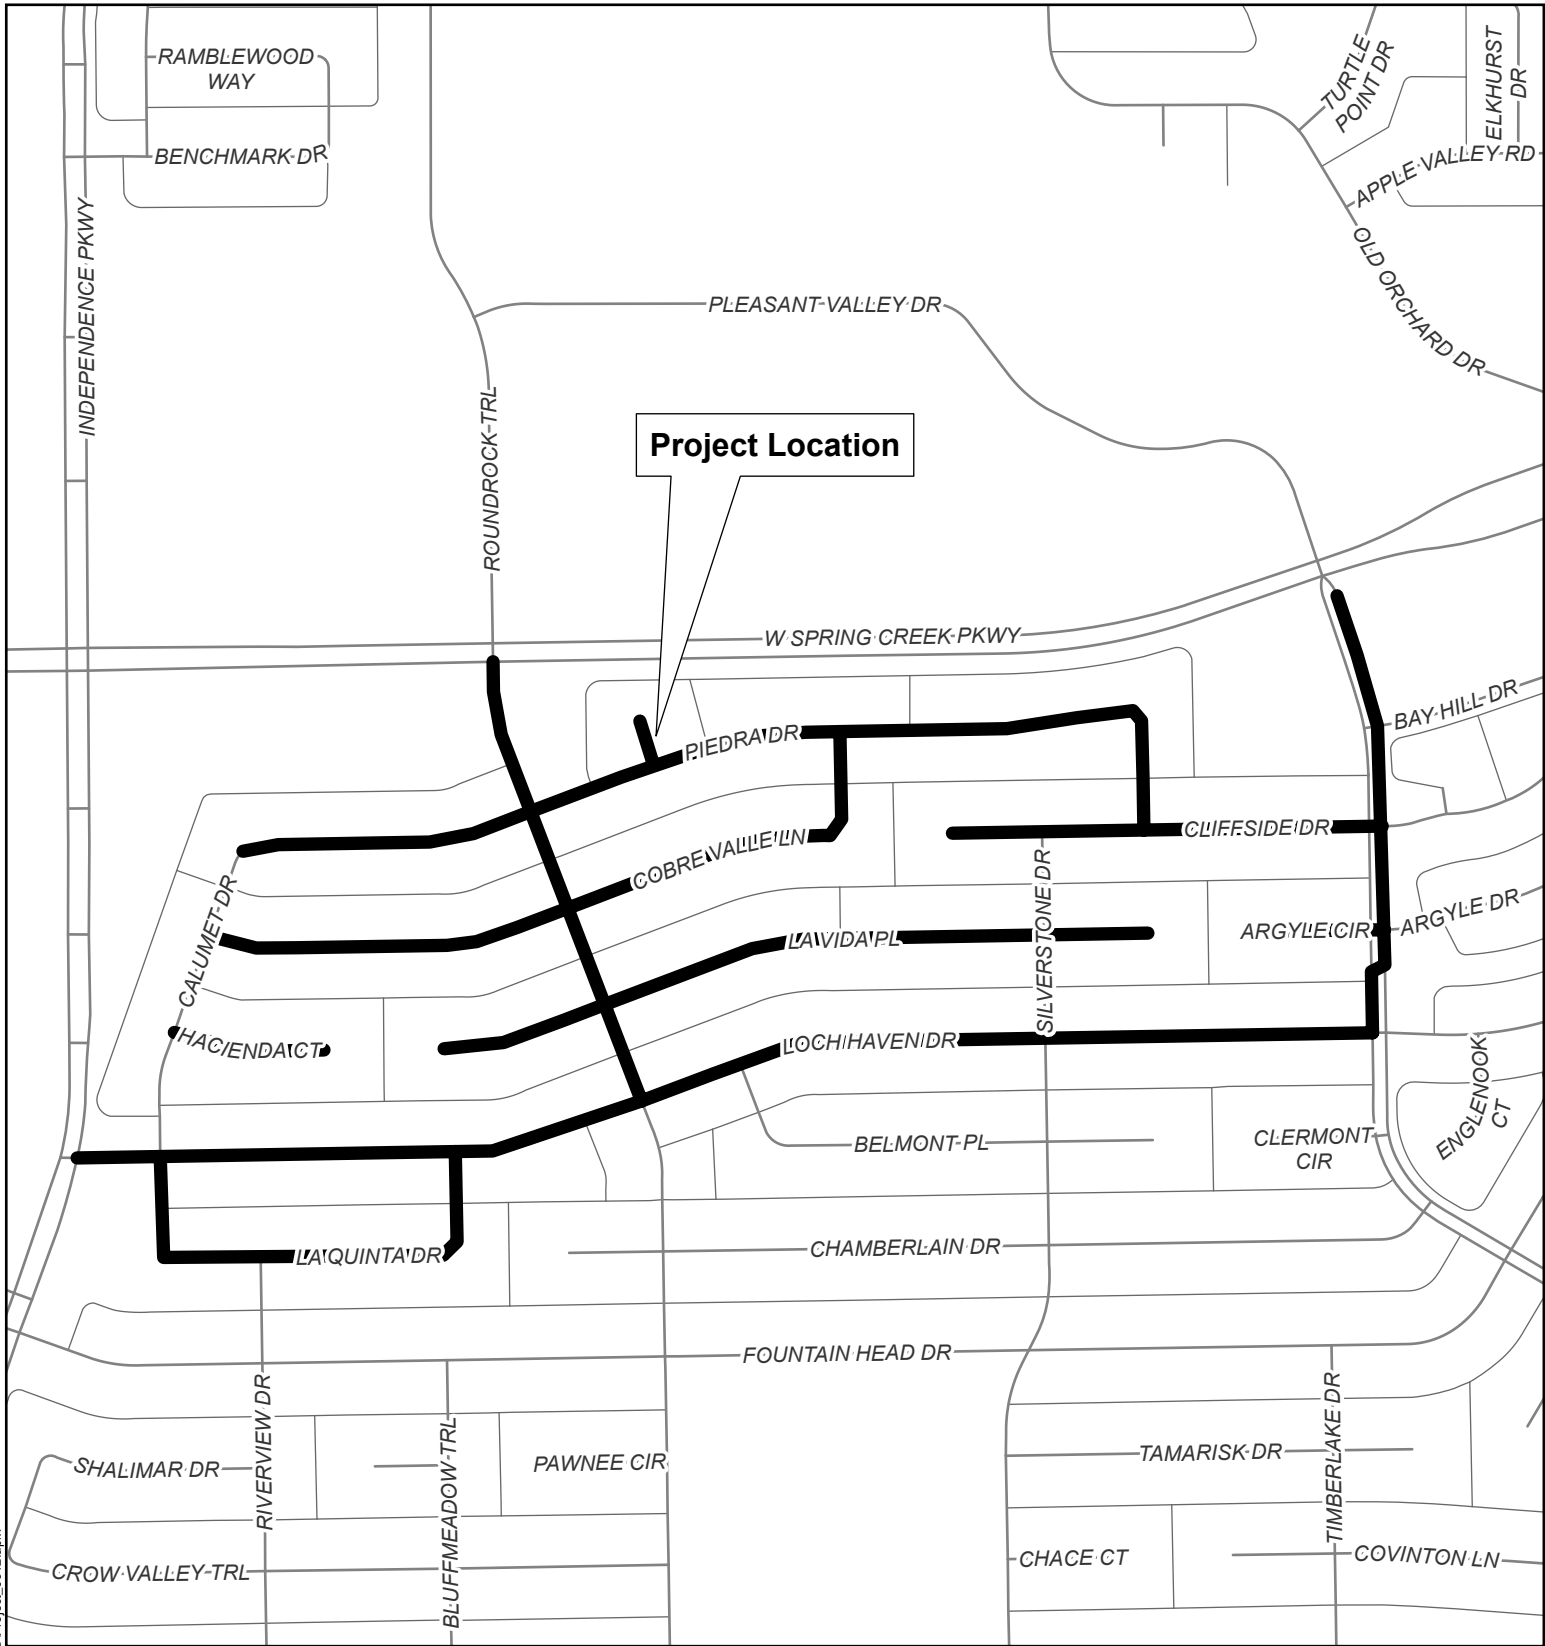 RAMBLEWOOD
WAY
BENCHMARK DR
INDEPENDENCE PKWY
ROUNDROCK TRL
PLEASANT VALLEY DR
TURTLE
POINT DR
ELKHURST
DR
APPLE VALLEY RD
OLD ORCHARD DR
Project Location
W SPRING CREEK PKWY
BAY HILL DR
PIEDRA DR
COBRE VALLE LN
CLIFFSIDE DR
CALUMET DR
SILVERSTONE DR
LA VIDA PL
ARGYLE CIR
ARGYLE DR
HACIENDA CT
LOCH HAVEN DR
ENGLENOOK
CT
BELMONT PL
CLERMONT
CIR
LA QUINTA DR
CHAMBERLAIN DR
FOUNTAIN HEAD DR
RIVERVIEW DR
BLUFFMEADOW TRL
TIMBERLAKE DR
SHALIMAR DR
PAWNEE CIR
TAMARISK DR
CROW VALLEY TRL
CHACE CT
COVINTON LN